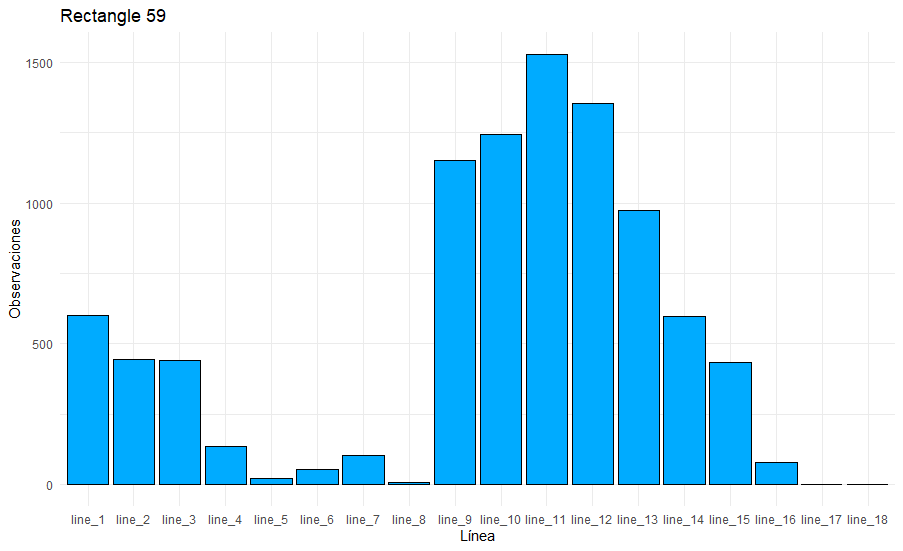 Rectangle 59
1500
1000
500
0
Observaciones
line_1 line_2 line_3 line_4 line_5 line_6 line_7 line_8 line_9 line_10 line_11 line_12 line_13 line_14 line_15 line_16 line_17 line_18
Línea